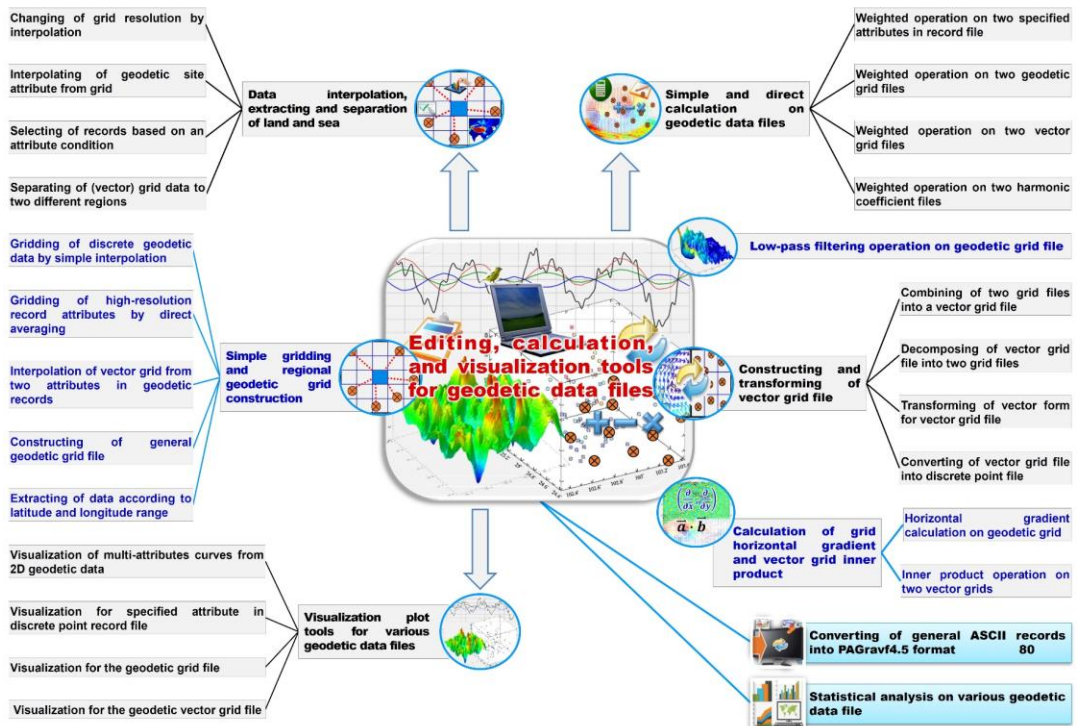 Changing of grid resolution by
interpolation
Interpolating of geodetic site
attribute from grid
Selecting of records based on an
attribute condition
Separating of (vector) grid data to
two different regions
Data interpolation,
extracting and separation
of land and sea
Simple and direct
calculation on
geodetic data files
Weighted operation on two specified
attributes in record file
Weighted operation on two geodetic
grid files
Weighted operation on two vector
grid files
Weighted operation on two harmonic
coefficient files
Gridding of discrete geodetic
data by simple interpolation
Gridding of high-resolution
record attributes by direct
averaging
Interpolation of vector grid from
two attributes in geodetic
records
Constructing of general
geodetic grid file
Extracting of data according to
latitude and longitude range
Simple gridding
and regional
geodetic grid
construction
Editing, calculation,
and visualization tools
for geodetic data files
Low-pass filtering operation on geodetic grid file
Constructing and
transforming of
vector grid file
Combining of two grid files
into a vector grid file
Decomposing of vector grid
file into two grid files
Transforming of vector form
for vector grid file
Converting of vector grid file
into discrete point file
Calculation of grid
horizontal gradient
and vector grid inner
product
Horizontal gradient
calculation on geodetic grid
Inner product operation on
two vector grids
Visualization of multi-attributes curves from
2D geodetic data
Visualization for specified attribute in
discrete point record file
Visualization for the geodetic grid file
Visualization for the geodetic vector grid file
Visualization plot
tools for various
geodetic data files
Converting of general ASCII records
into PAGravf4.5 format 80
Statistical analysis on various geodetic
data file